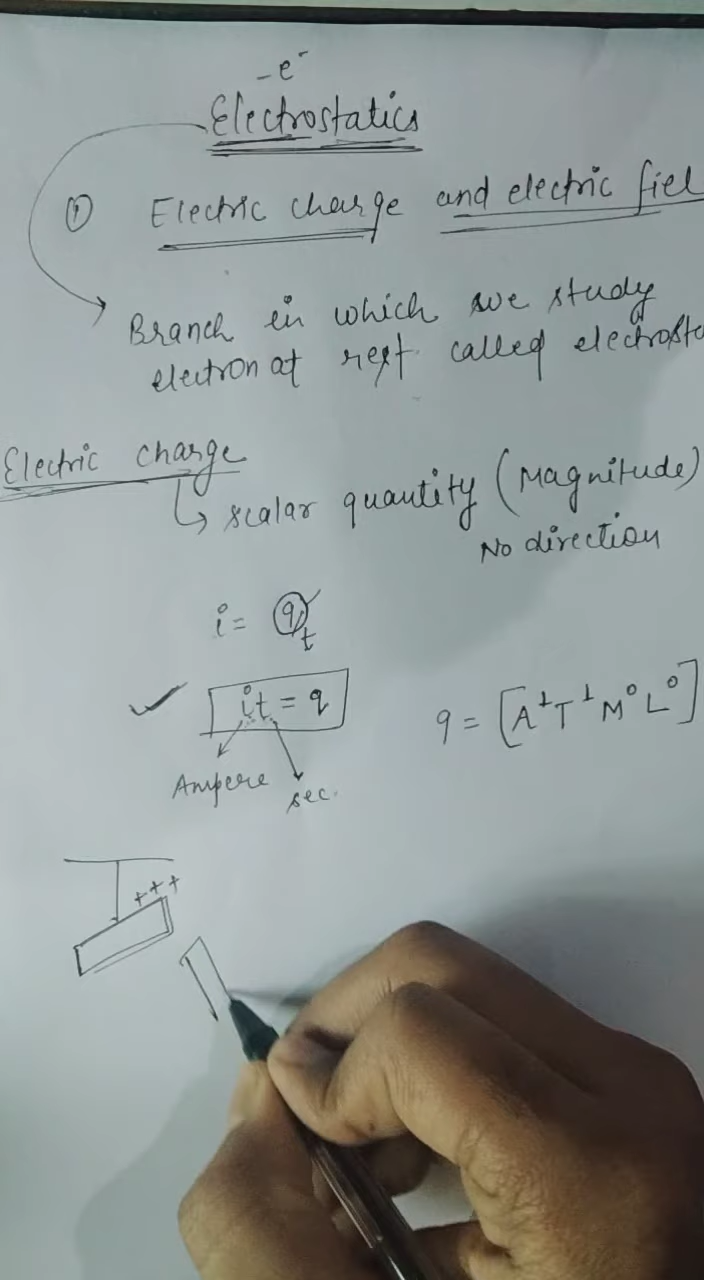 -e⁻
Electrostatics
① Electric charge and electric fiel
Branch in which we study
electron at rest called electrosta
Electric charge
↳ scalar quantity (Magnitude)
No direction
i = q/t
✓ it = q
q = [A¹T¹M⁰L⁰]
Ampere
sec.
+++